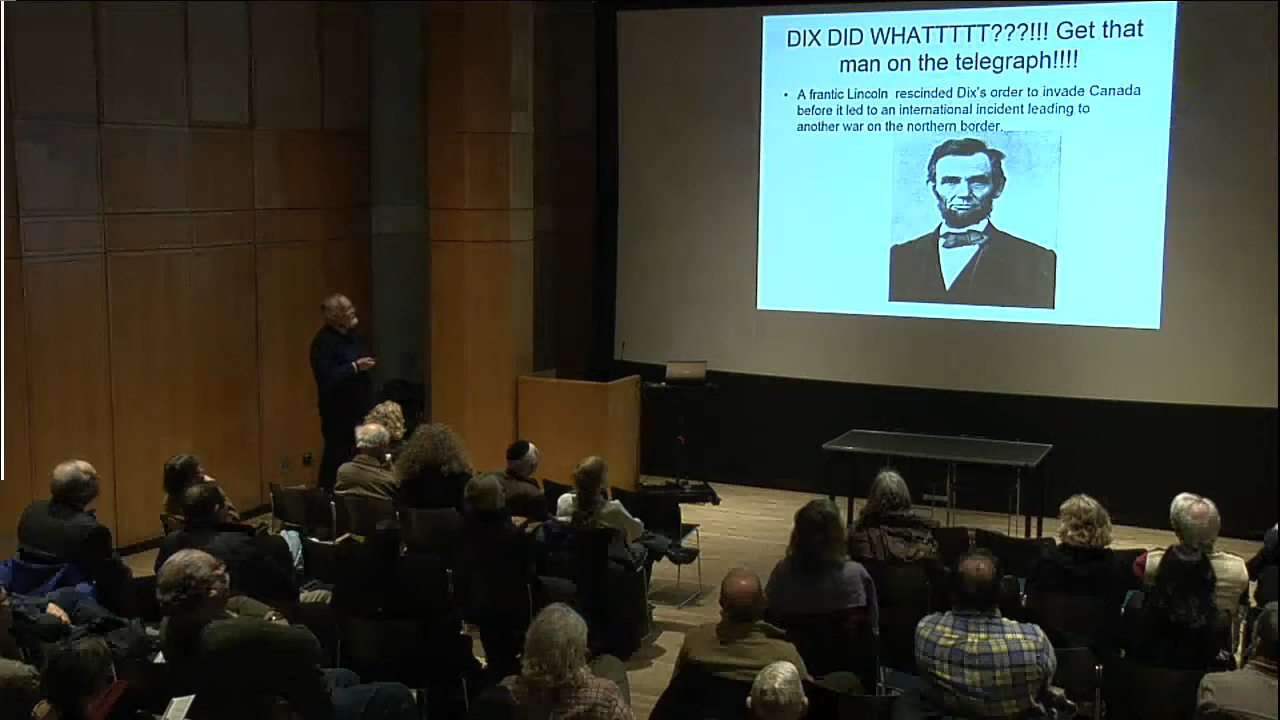 DIX DID WHATTTTT???!!! Get that
man on the telegraph!!!!
• A frantic Lincoln rescinded Dix's order to invade Canada
before it led to an international incident leading to
another war on the northern border.